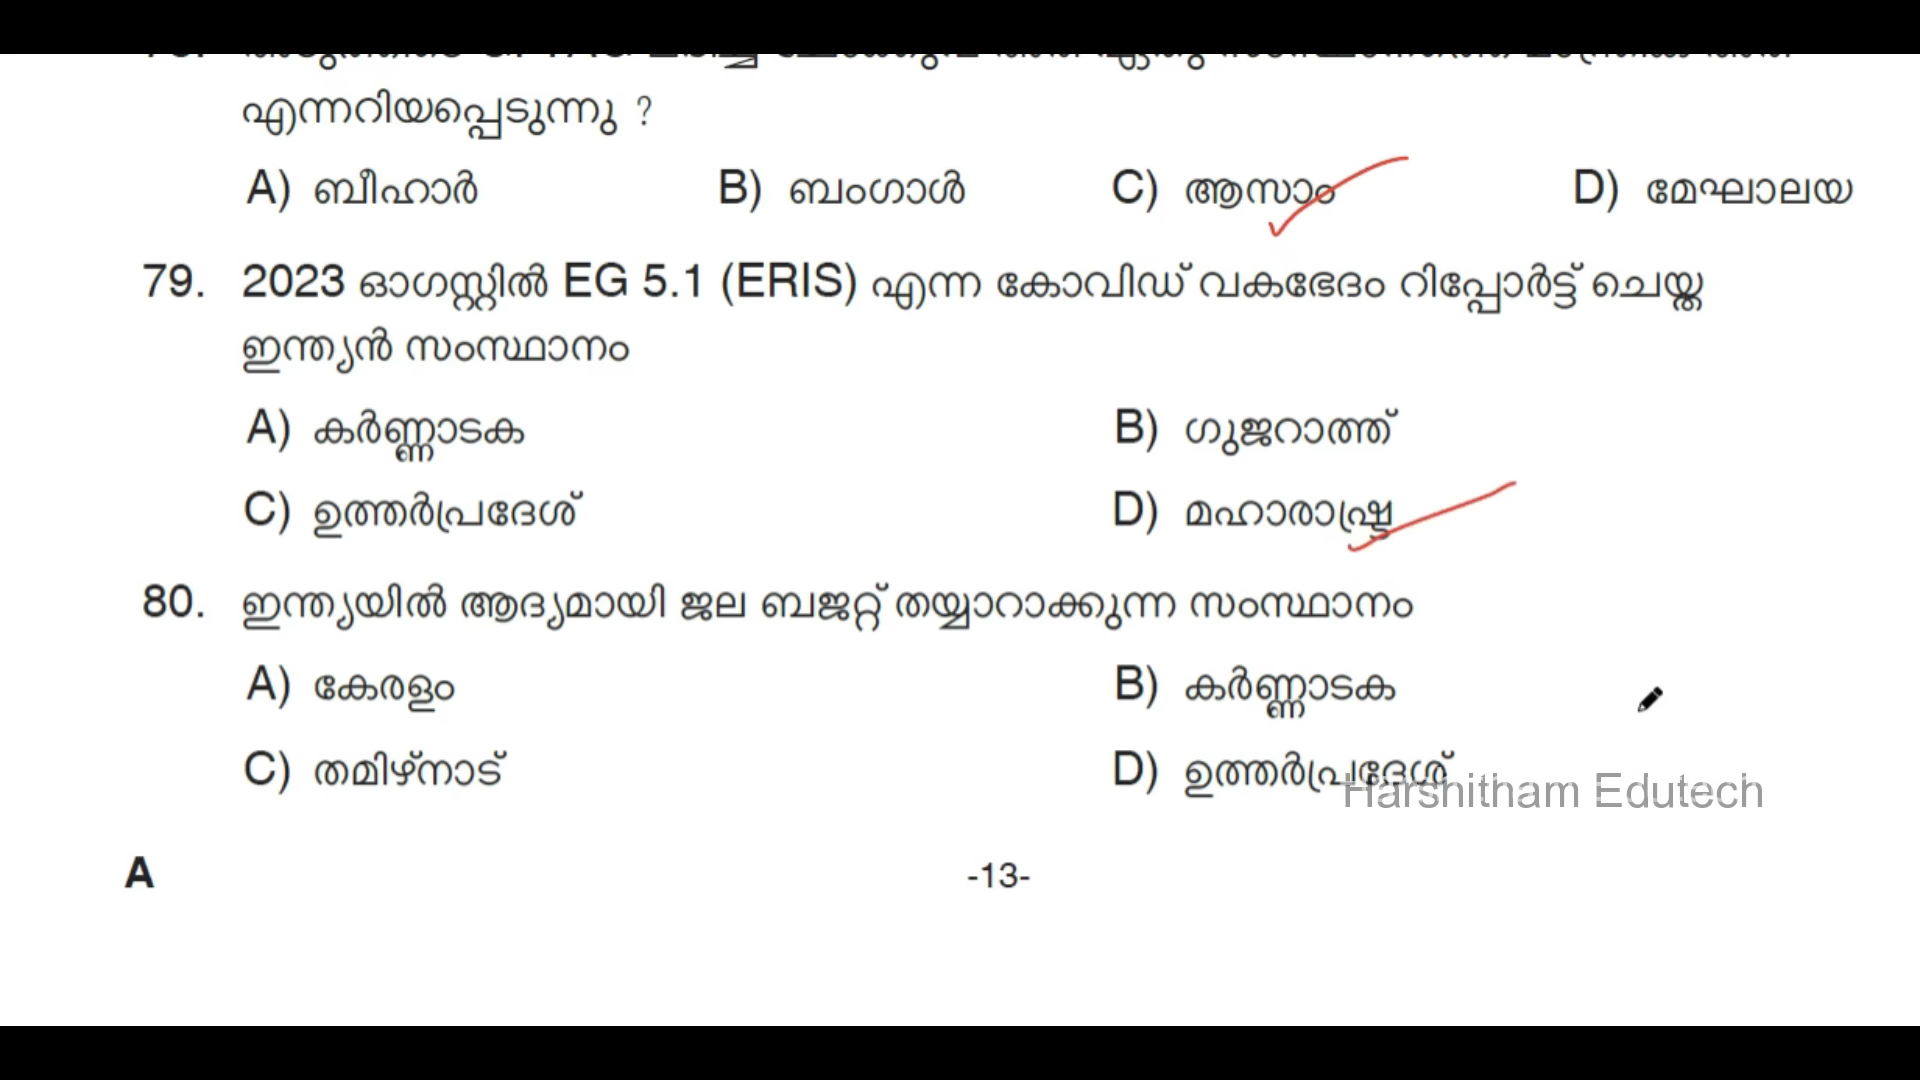 എന്നറിയപ്പെടുന്നു ?
A) ബീഹാർ B) ബംഗാൾ C) ആസാം D) മേഘാലയ
79. 2023 ഓഗസ്റ്റിൽ EG 5.1 (ERIS) എന്ന കോവിഡ് വകഭേദം റിപ്പോർട്ട് ചെയ്ത
ഇന്ത്യൻ സംസ്ഥാനം
A) കർണ്ണാടക B) ഗുജറാത്ത്
C) ഉത്തർപ്രദേശ് D) മഹാരാഷ്ട്ര
80. ഇന്ത്യയിൽ ആദ്യമായി ജല ബജറ്റ് തയ്യാറാക്കുന്ന സംസ്ഥാനം
A) കേരളം B) കർണ്ണാടക
C) തമിഴ്നാട് D) ഉത്തർപ്രദേശ്
Harshitham Edutech
A -13-